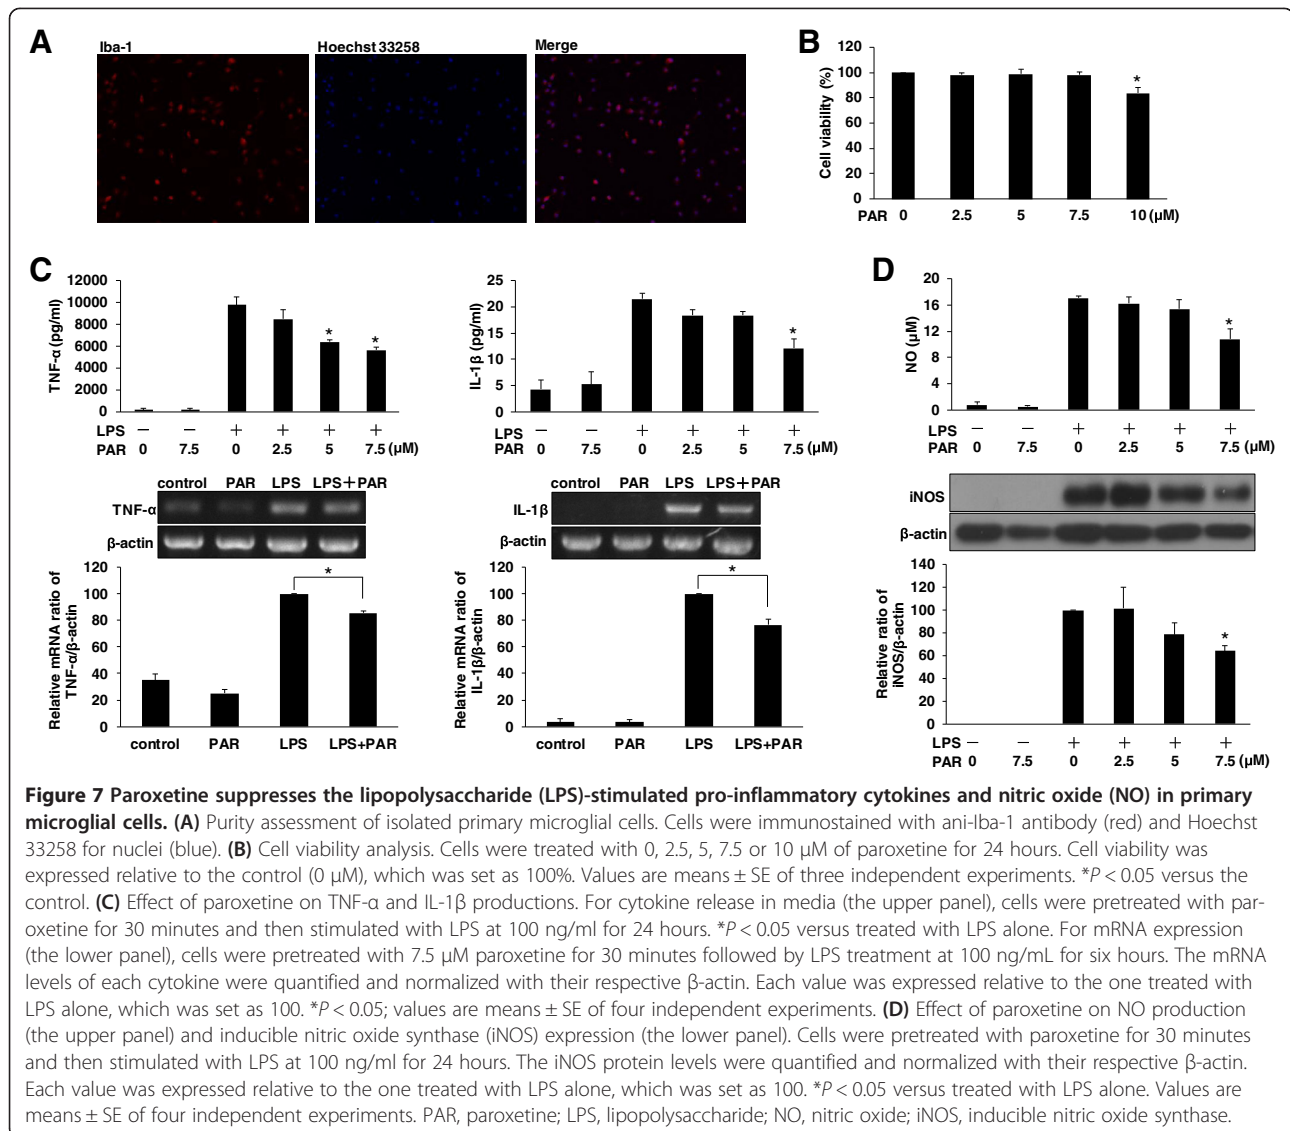 A
Iba-1
Hoechst 33258
Merge
B
Cell viability (%)
120
100
80
60
40
20
0
*
PAR 0 2.5 5 7.5 10 (µM)
C
TNF-α (pg/ml)
12000
10000
8000
6000
4000
2000
0
* *
LPS − − + + + +
PAR 0 7.5 0 2.5 5 7.5 (µM)
control PAR LPS LPS+PAR
TNF-α
β-actin
Relative mRNA ratio of
TNF-α/β-actin
120
100
80
60
40
20
0
*
control PAR LPS LPS+PAR
IL-1β (pg/ml)
25
20
15
10
5
0
*
LPS − − + + + +
PAR 0 7.5 0 2.5 5 7.5 (µM)
control PAR LPS LPS+PAR
IL-1β
β-actin
Relative mRNA ratio of
IL-1β/β-actin
120
100
80
60
40
20
0
*
control PAR LPS LPS+PAR
D
NO (µM)
20
16
12
8
4
0
*
LPS − − + + + +
PAR 0 7.5 0 2.5 5 7.5 (µM)
iNOS
β-actin
Relative ratio of
iNOS/β-actin
140
120
100
80
60
40
20
0
*
LPS − − + + + +
PAR 0 7.5 0 2.5 5 7.5 (µM)
Figure 7 Paroxetine suppresses the lipopolysaccharide (LPS)-stimulated pro-inflammatory cytokines and nitric oxide (NO) in primary
microglial cells. (A) Purity assessment of isolated primary microglial cells. Cells were immunostained with ani-Iba-1 antibody (red) and Hoechst
33258 for nuclei (blue). (B) Cell viability analysis. Cells were treated with 0, 2.5, 5, 7.5 or 10 µM of paroxetine for 24 hours. Cell viability was
expressed relative to the control (0 µM), which was set as 100%. Values are means ± SE of three independent experiments. *P < 0.05 versus the
control. (C) Effect of paroxetine on TNF-α and IL-1β productions. For cytokine release in media (the upper panel), cells were pretreated with par-
oxetine for 30 minutes and then stimulated with LPS at 100 ng/ml for 24 hours. *P < 0.05 versus treated with LPS alone. For mRNA expression
(the lower panel), cells were pretreated with 7.5 µM paroxetine for 30 minutes followed by LPS treatment at 100 ng/mL for six hours. The mRNA
levels of each cytokine were quantified and normalized with their respective β-actin. Each value was expressed relative to the one treated with
LPS alone, which was set as 100. *P < 0.05; values are means ± SE of four independent experiments. (D) Effect of paroxetine on NO production
(the upper panel) and inducible nitric oxide synthase (iNOS) expression (the lower panel). Cells were pretreated with paroxetine for 30 minutes
and then stimulated with LPS at 100 ng/ml for 24 hours. The iNOS protein levels were quantified and normalized with their respective β-actin.
Each value was expressed relative to the one treated with LPS alone, which was set as 100. *P < 0.05 versus treated with LPS alone. Values are
means ± SE of four independent experiments. PAR, paroxetine; LPS, lipopolysaccharide; NO, nitric oxide; iNOS, inducible nitric oxide synthase.